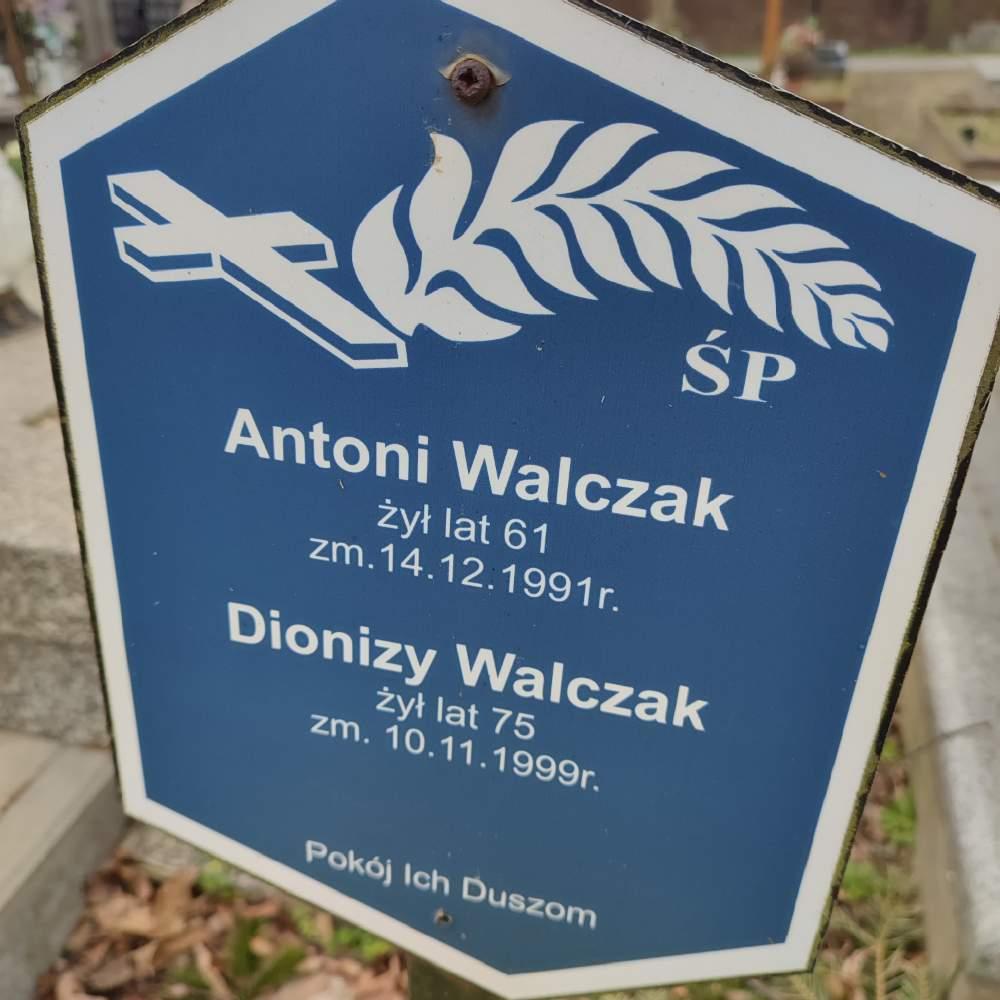 ŚP
Antoni Walczak
żył lat 61
zm.14.12.1991r.
Dionizy Walczak
żył lat 75
zm. 10.11.1999r.
Pokój Ich Duszom